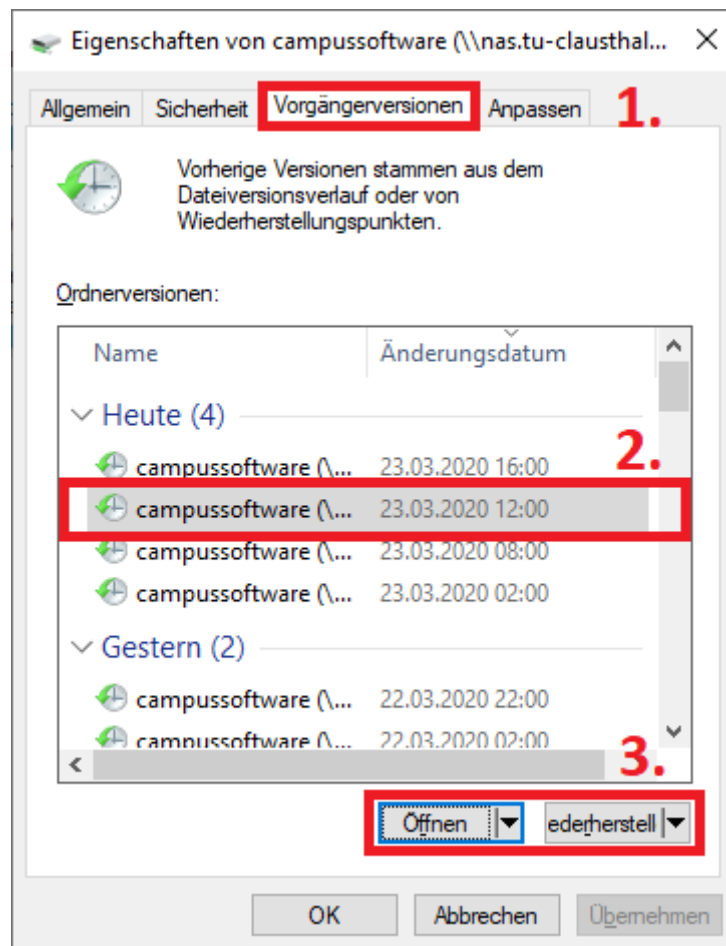 Eigenschaften von campussoftware (\\nas.tu-clausthal...
Allgemein Sicherheit Vorgängerversionen Anpassen 1.
Vorherige Versionen stammen aus dem
Dateiversionsverlauf oder von
Wiederherstellungspunkten.
Ordnerversionen:
Name Änderungsdatum
Heute (4)
campussoftware (\... 23.03.2020 16:00 2.
campussoftware (\... 23.03.2020 12:00
campussoftware (\... 23.03.2020 08:00
campussoftware (\... 23.03.2020 02:00
Gestern (2)
campussoftware (\... 22.03.2020 22:00
campussoftware (\... 22.03.2020 02:00
3.
Öffnen ederherstell
OK Abbrechen Übernehmen